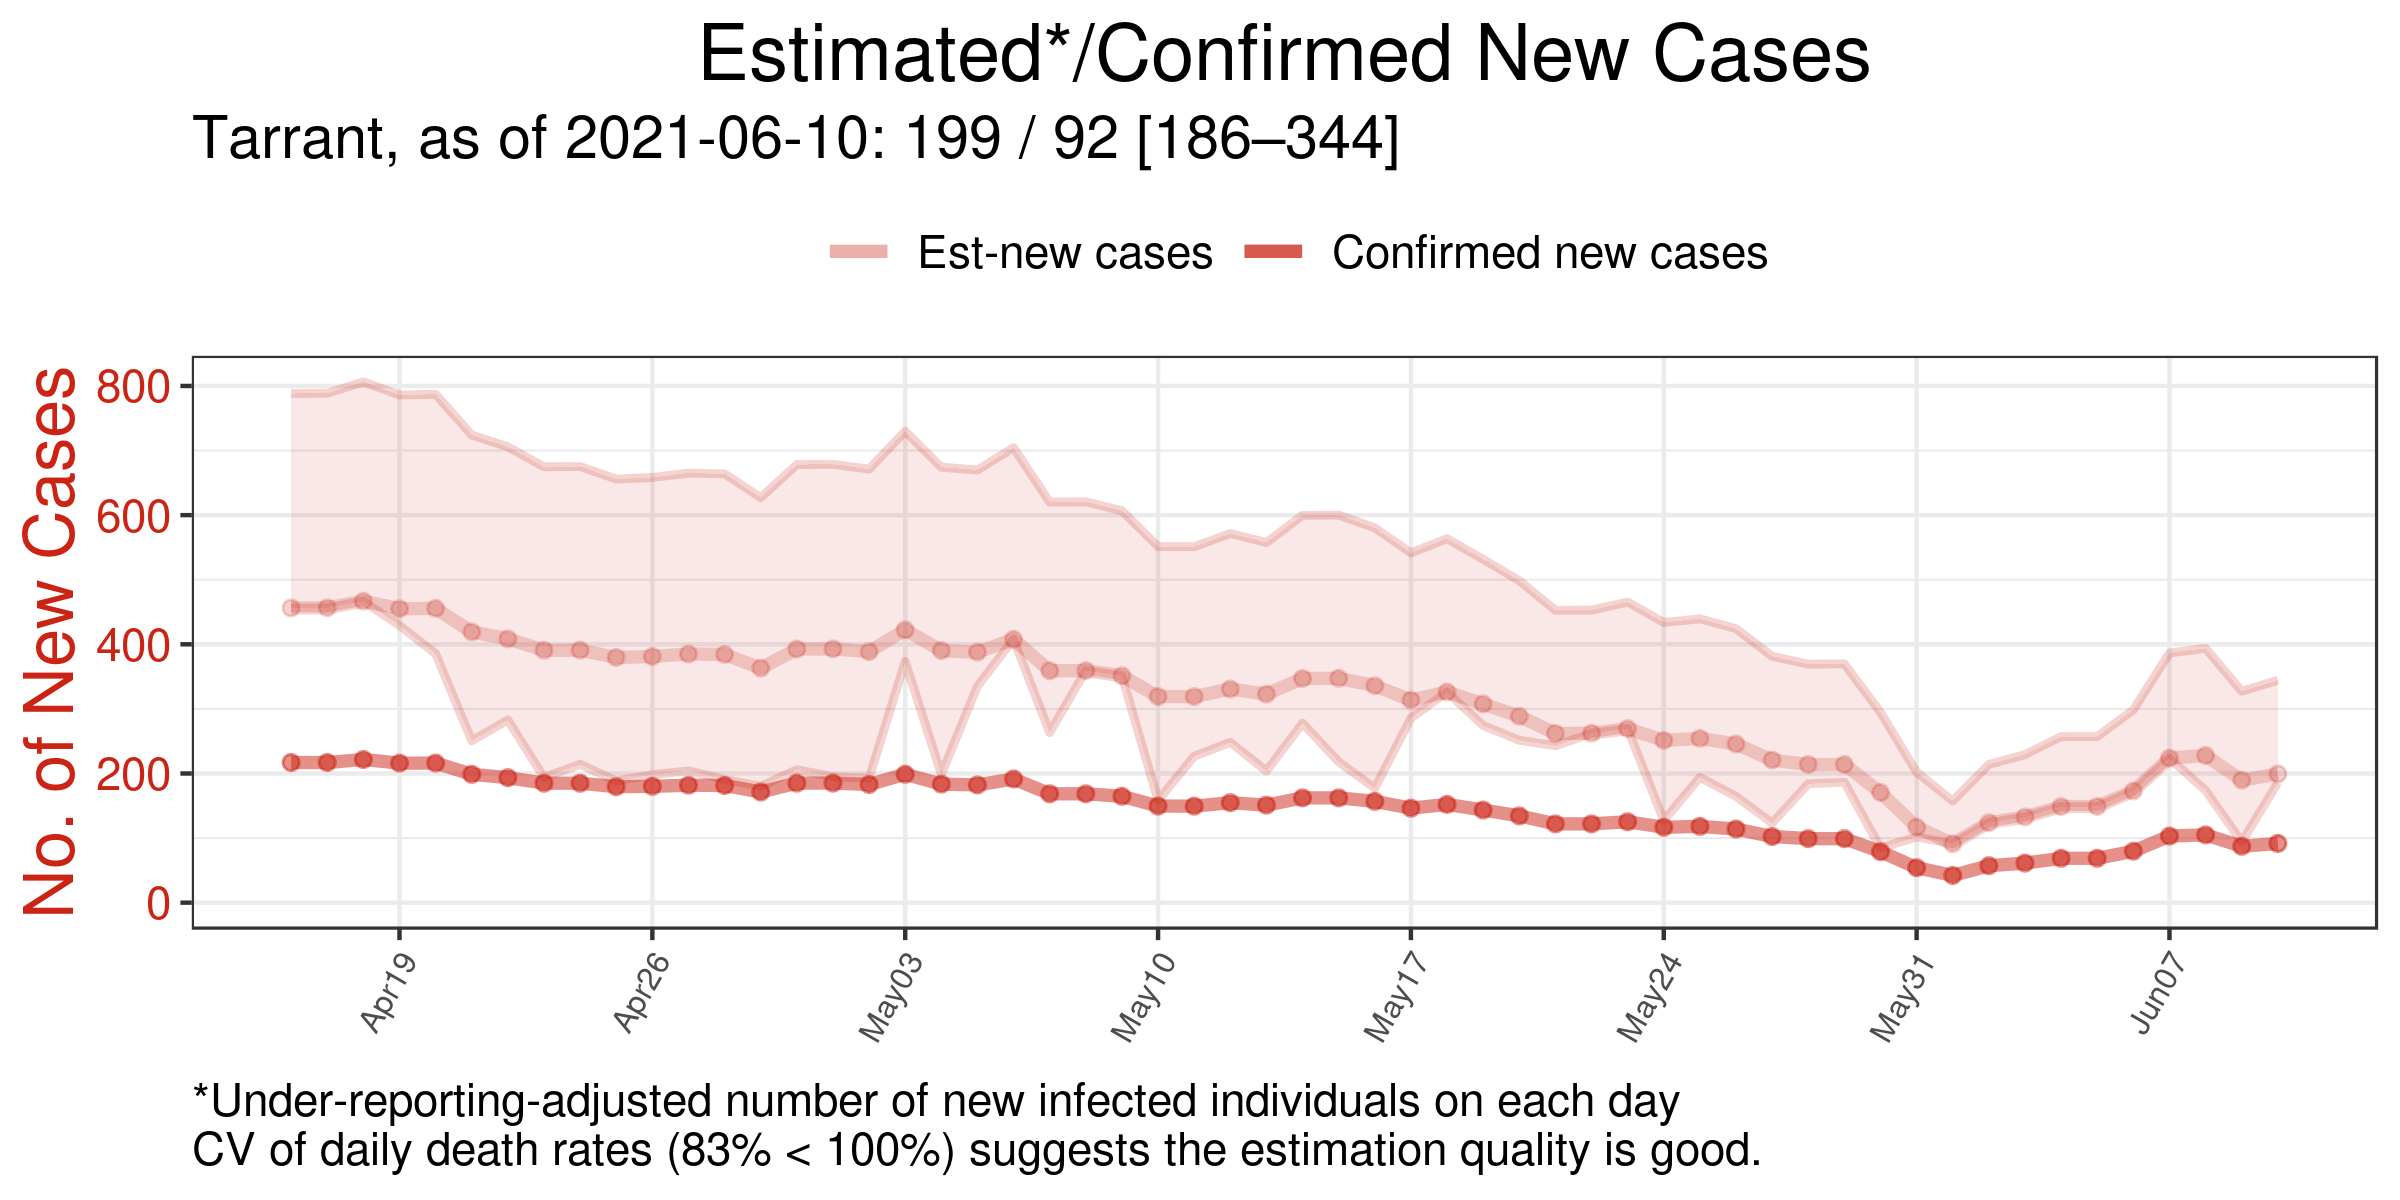 Estimated*/Confirmed New Cases
Tarrant, as of 2021-06-10: 199 / 92 [186–344]
Est-new cases Confirmed new cases
No. of New Cases
800
600
400
200
0
Apr19 Apr26 May03 May10 May17 May24 May31 Jun07
*Under-reporting-adjusted number of new infected individuals on each day
CV of daily death rates (83% < 100%) suggests the estimation quality is good.